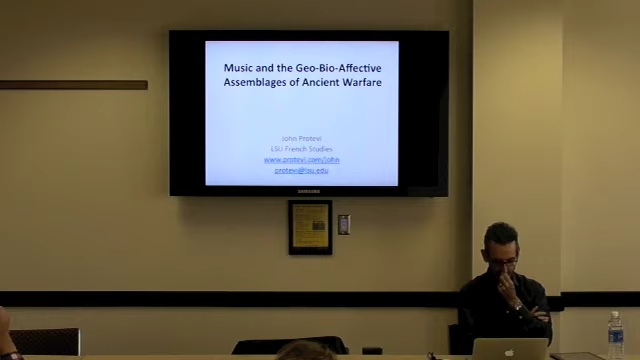 Music and the Geo-Bio-Affective
Assemblages of Ancient Warfare
John Protevi
LSU French Studies
www.protevi.com/john
protevi@lsu.edu
SAMSUNG